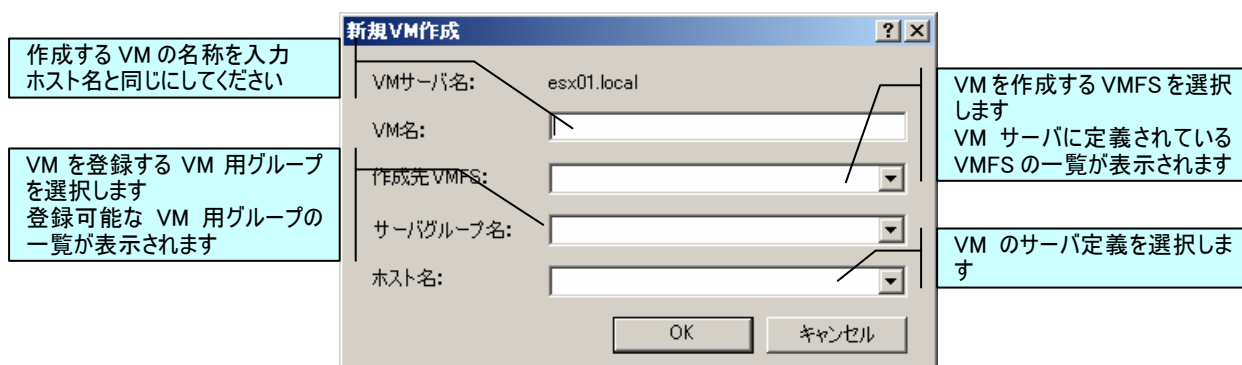 新規VM作成
作成する VM の名称を入力
ホスト名と同じにしてください
VM を登録する VM 用グループ
を選択します
登録可能な VM 用グループの
一覧が表示されます
VMサーバ名: esx01.local
VM名:
作成先VMFS:
サーバグループ名:
ホスト名:
OK キャンセル
VM を作成する VMFS を選択
します
VM サーバに定義されている
VMFS の一覧が表示されます
VM のサーバ定義を選択しま
す